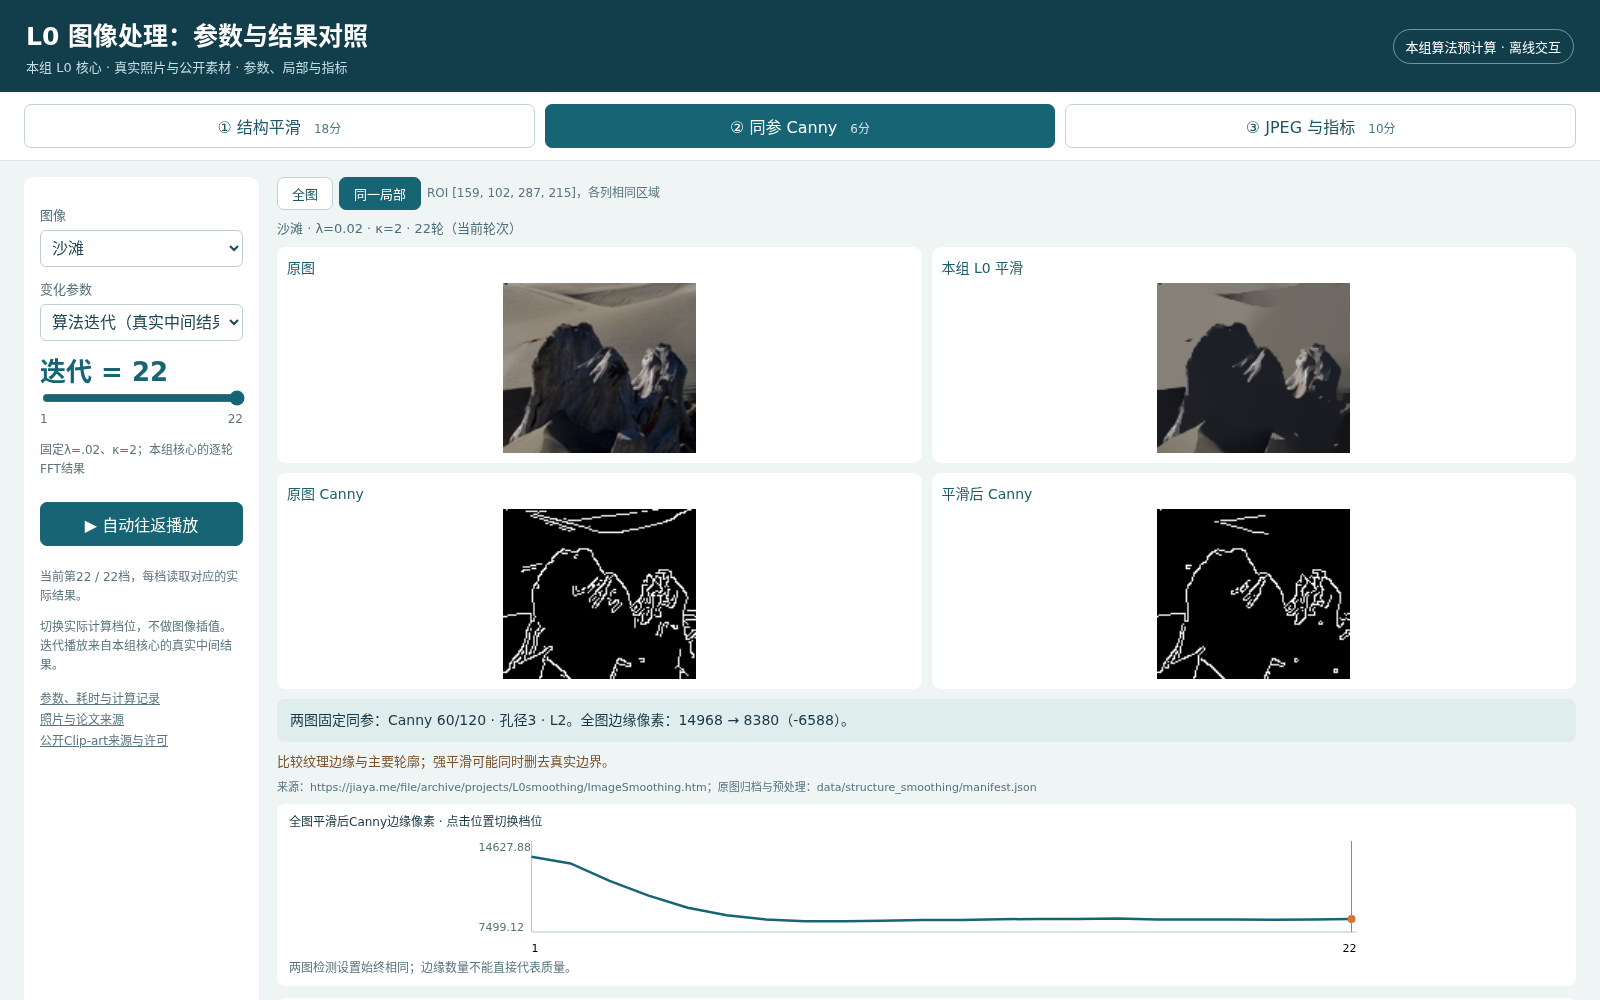 L0 图像处理：参数与结果对照
本组 L0 核心 · 真实照片与公开素材 · 参数、局部与指标
本组算法预计算 · 离线交互
① 结构平滑 18分
② 同参 Canny 6分
③ JPEG 与指标 10分
图像
沙滩
变化参数
算法迭代（真实中间结果
迭代 = 22
1 22
固定λ=.02、κ=2；本组核心的逐轮
FFT结果
▶ 自动往返播放
当前第22 / 22档，每档读取对应的实
际结果。
切换实际计算档位，不做图像插值。
迭代播放来自本组核心的真实中间结
果。
参数、耗时与计算记录
照片与论文来源
公开Clip-art来源与许可
全图 同一局部 ROI [159, 102, 287, 215]，各列相同区域
沙滩 · λ=0.02 · κ=2 · 22轮（当前轮次）
原图
本组 L0 平滑
原图 Canny
平滑后 Canny
两图固定同参：Canny 60/120 · 孔径3 · L2。全图边缘像素：14968 → 8380（-6588）。
比较纹理边缘与主要轮廓；强平滑可能同时删去真实边界。
来源：https://jiaya.me/file/archive/projects/L0smoothing/ImageSmoothing.htm；原图归档与预处理：data/structure_smoothing/manifest.json
全图平滑后Canny边缘像素 · 点击位置切换档位
14627.88
7499.12
1 22
两图检测设置始终相同；边缘数量不能直接代表质量。